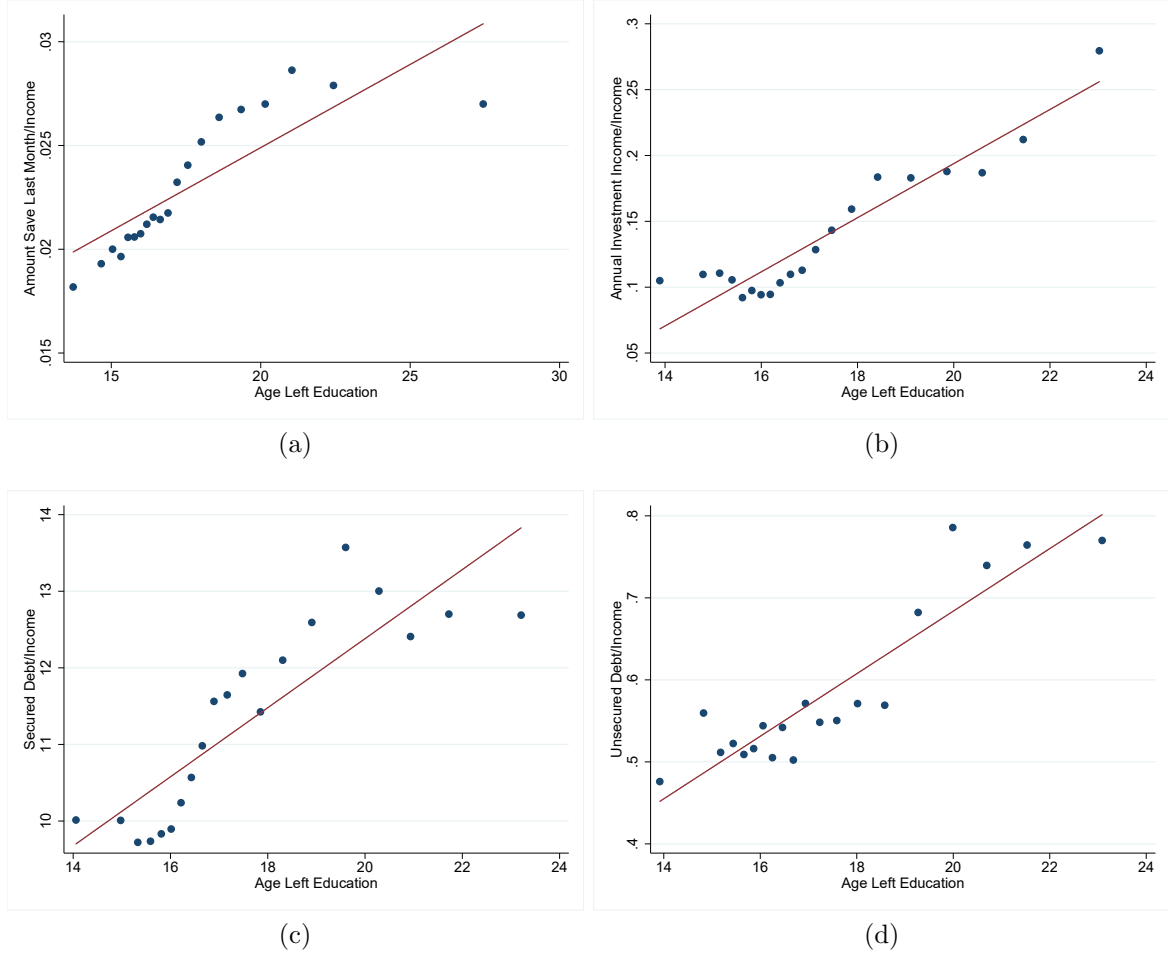 .03
.025
.02
.015
Amount Save Last Month/Income
15 20 25 30
Age Left Education
(a)
.3
.25
.2
.15
.1
.05
Annual Investment Income/Income
14 16 18 20 22 24
Age Left Education
(b)
14
13
12
11
10
Secured Debt/Income
14 16 18 20 22 24
Age Left Education
(c)
.8
.7
.6
.5
.4
Unsecured Debt/Income
14 16 18 20 22 24
Age Left Education
(d)